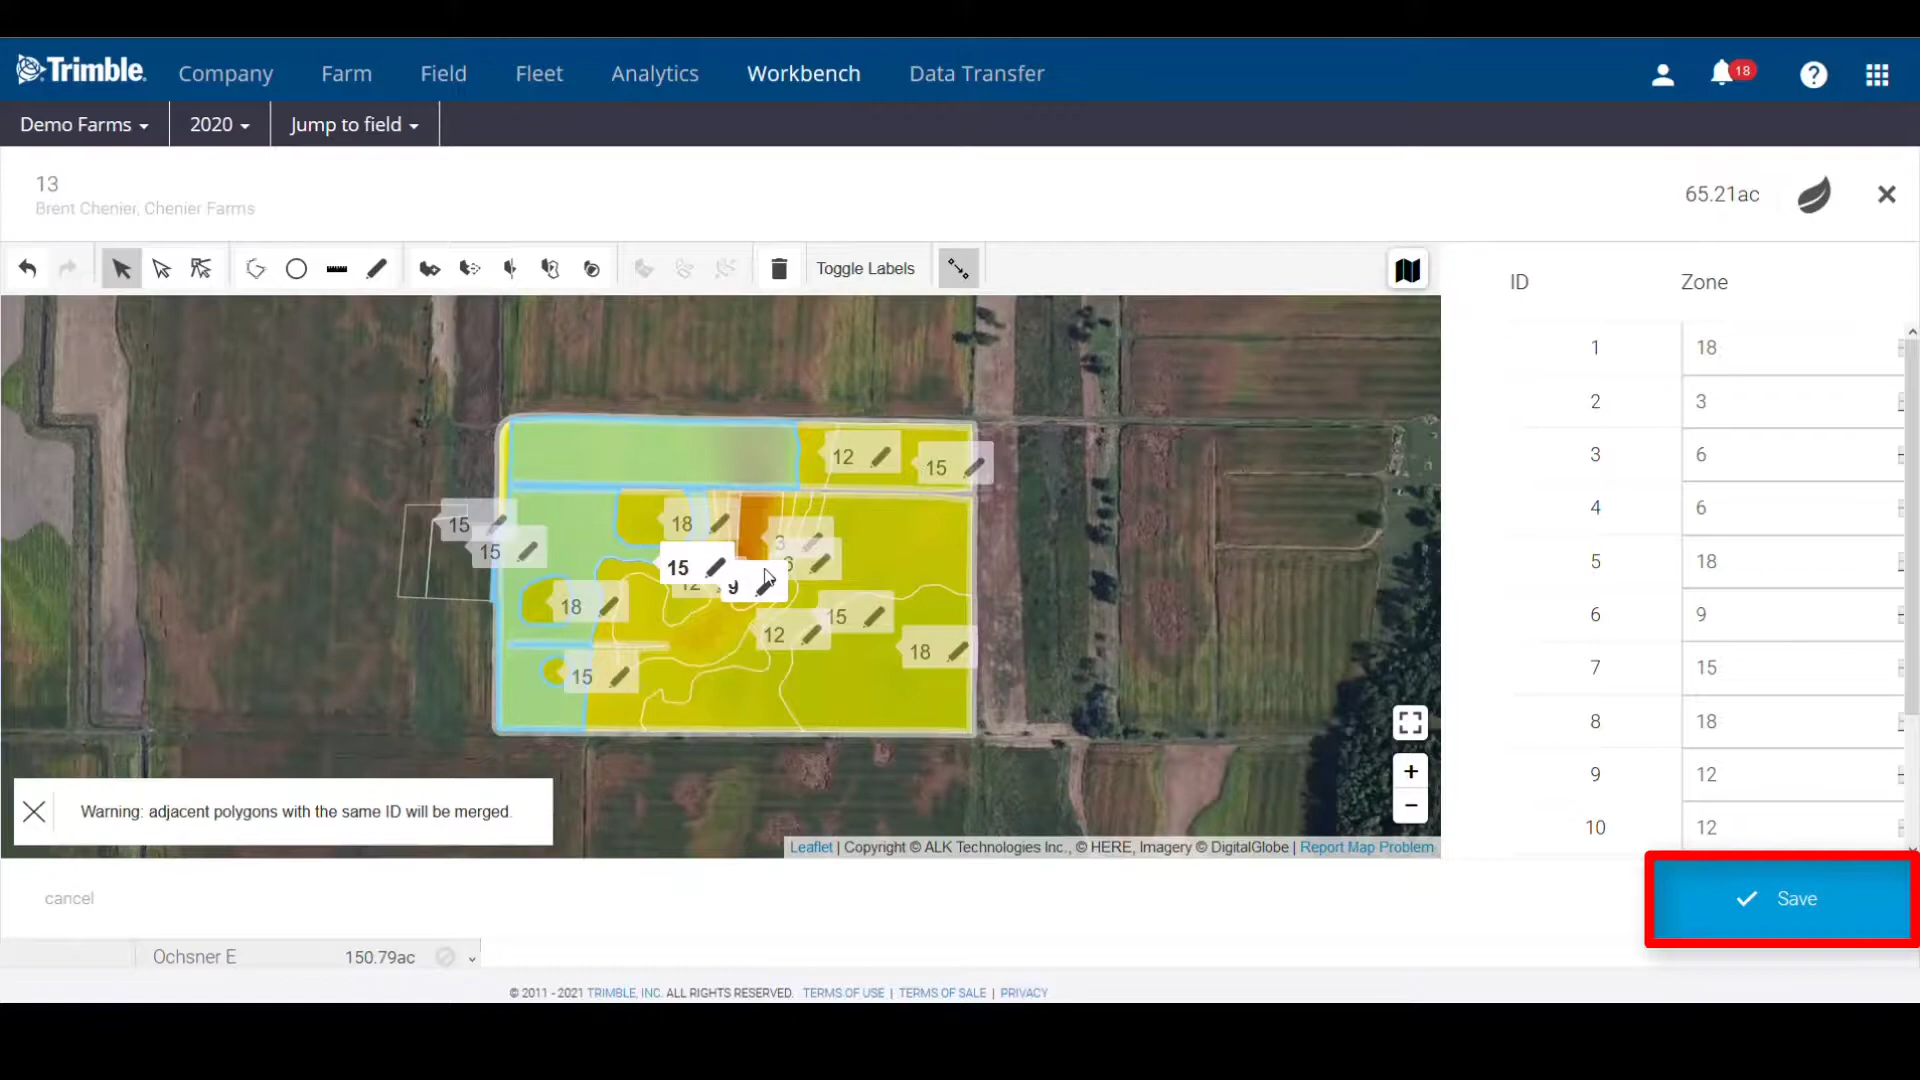 Trimble.
Company Farm Field Fleet Analytics Workbench Data Transfer
18
?
Demo Farms 2020 Jump to field
13
Brent Chenier, Chenier Farms
65.21ac
Toggle Labels
ID Zone
1 18
2 3
3 6
4 6
5 18
6 9
7 15
8 18
9 12
10 12
12
15
15
18
3
15
15
6
12
9
18
15
12
18
15
+
−
Warning: adjacent polygons with the same ID will be merged.
Leaflet | Copyright © ALK Technologies Inc., © HERE, Imagery © DigitalGlobe | Report Map Problem
cancel
Save
Ochsner E 150.79ac
© 2011 - 2021 TRIMBLE, INC. ALL RIGHTS RESERVED. TERMS OF USE | TERMS OF SALE | PRIVACY